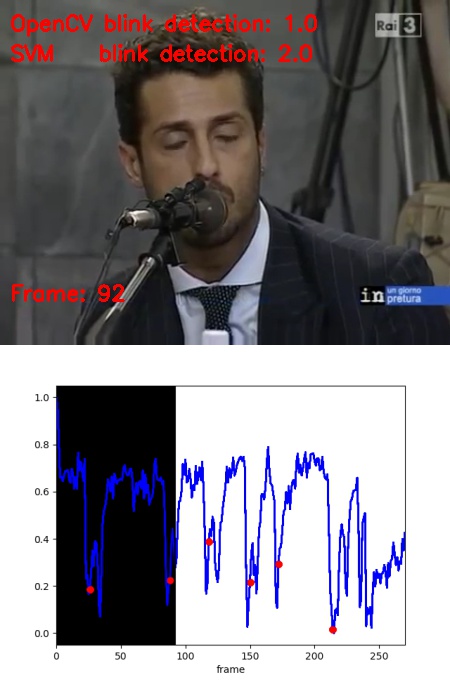 OpenCV blink detection: 1.0
SVM blink detection: 2.0
Rai 3
Frame: 92
in un giorno
pretura
1.0
0.8
0.6
0.4
0.2
0.0
0 50 100 150 200 250
frame